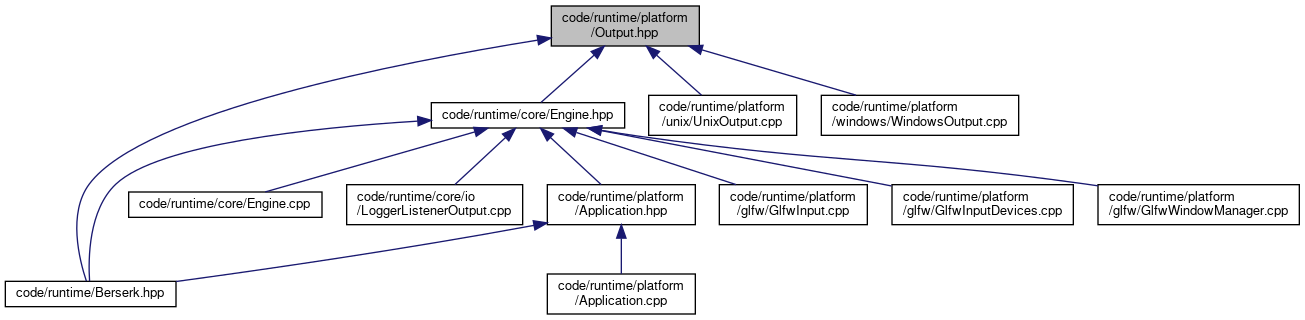 code/runtime/platform
/Output.hpp
code/runtime/core/Engine.hpp
code/runtime/platform
/unix/UnixOutput.cpp
code/runtime/platform
/windows/WindowsOutput.cpp
code/runtime/core/Engine.cpp
code/runtime/core/io
/LoggerListenerOutput.cpp
code/runtime/platform
/Application.hpp
code/runtime/platform
/glfw/GlfwInput.cpp
code/runtime/platform
/glfw/GlfwInputDevices.cpp
code/runtime/platform
/glfw/GlfwWindowManager.cpp
code/runtime/Berserk.hpp
code/runtime/platform
/Application.cpp